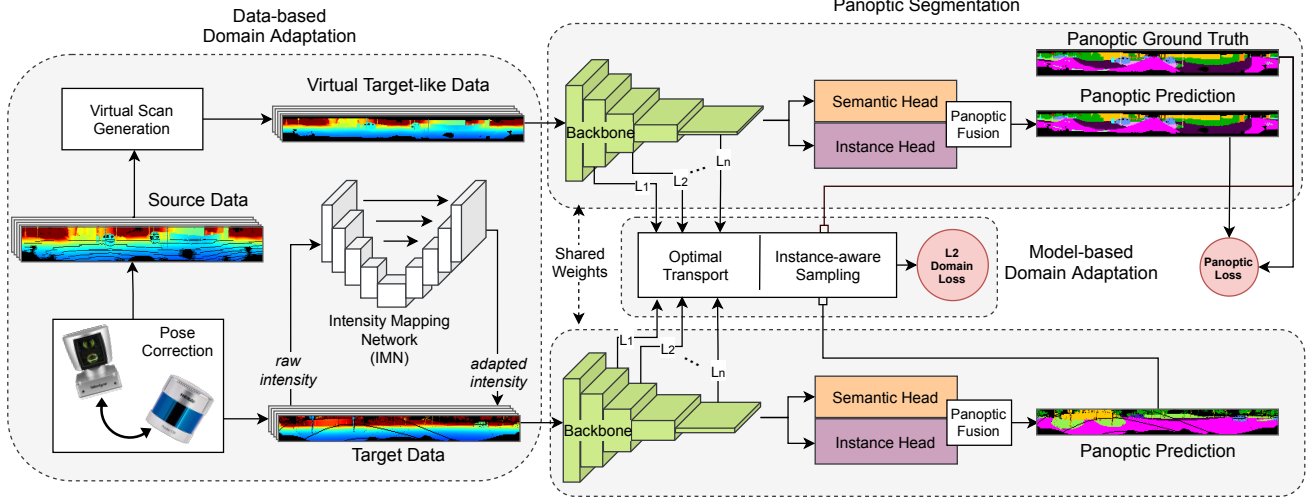 Data-based
Domain Adaptation
Panoptic Segmentation
Virtual Scan
Generation
Virtual Target-like Data
Source Data
Pose
Correction
Intensity Mapping
Network
(IMN)
raw
intensity
adapted
intensity
Target Data
Backbone
L1
L2
Ln
Semantic Head
Instance Head
Panoptic
Fusion
Panoptic Ground Truth
Panoptic Prediction
Shared
Weights
Optimal
Transport
Instance-aware
Sampling
L2
Domain
Loss
Model-based
Domain Adaptation
Panoptic
Loss
Backbone
L1
L2
Ln
Semantic Head
Instance Head
Panoptic
Fusion
Panoptic Prediction